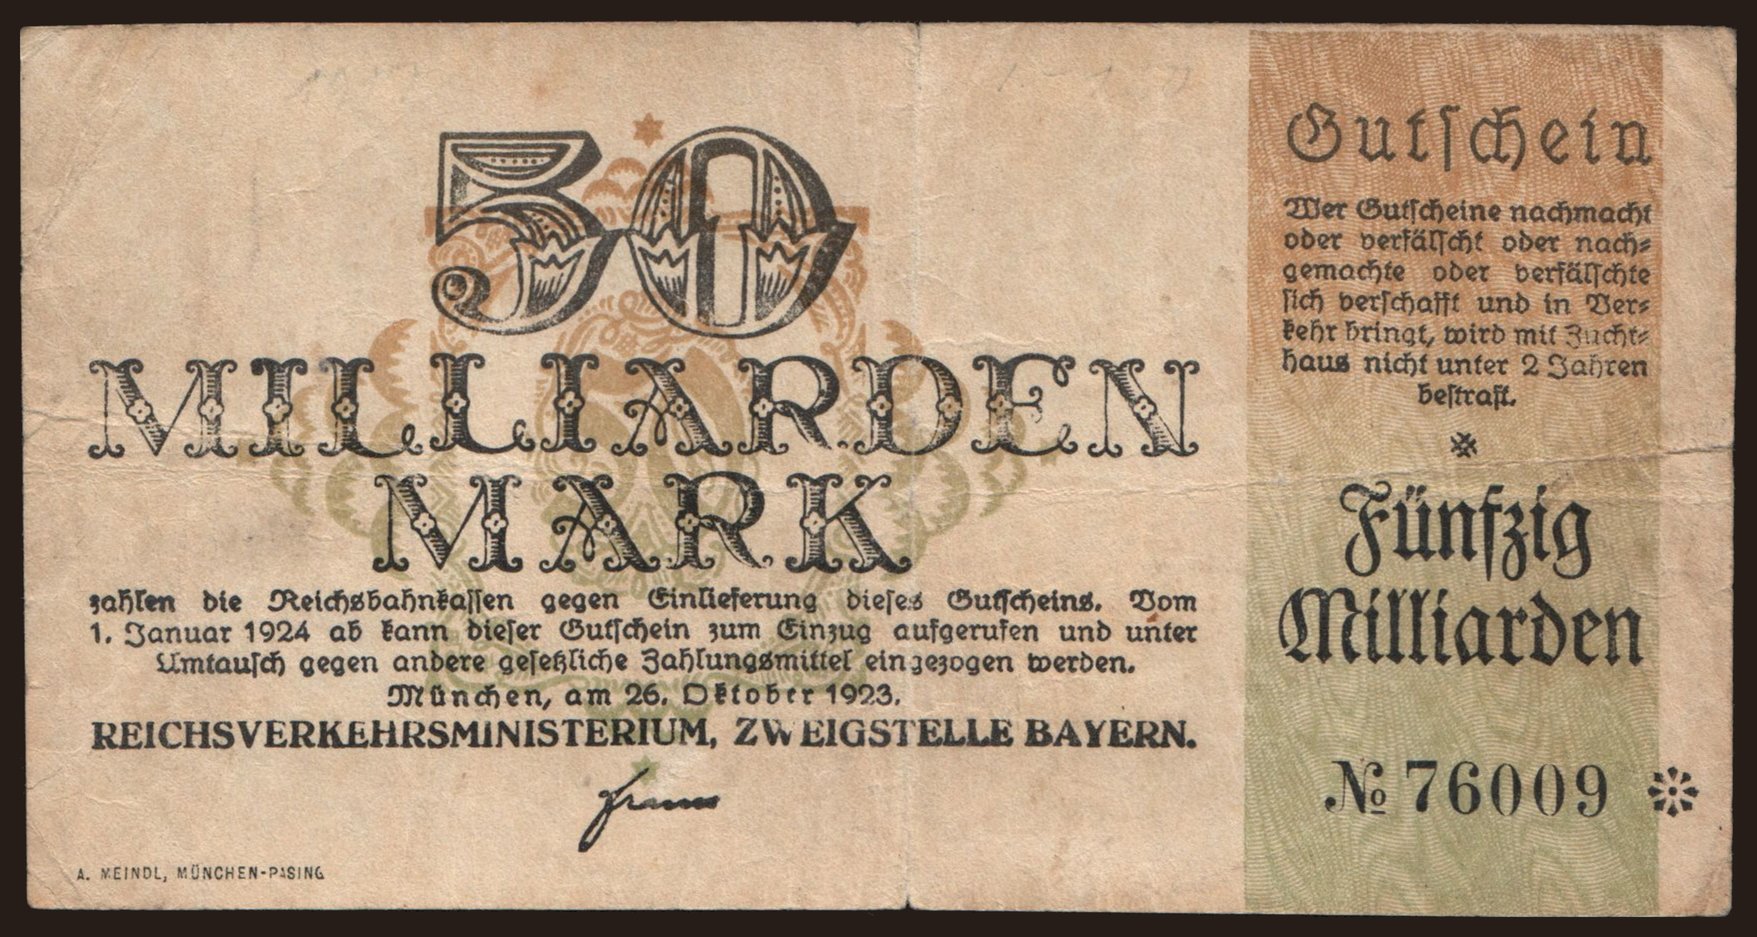 50
MILLIARDEN
MARK
zahlen die Reichsbahnkassen gegen Einlieferung dieses Gutscheins. Vom
1. Januar 1924 ab kann dieser Gutschein zum Einzug aufgerufen und unter
Umtausch gegen andere gesetzliche Zahlungsmittel eingezogen werden.
München, am 26. Oktober 1923.
REICHSVERKEHRSMINISTERIUM, ZWEIGSTELLE BAYERN.
A. MEINDL, MÜNCHEN-PASING
Gutschein
Wer Gutscheine nachmacht
oder verfälscht oder nach-
gemachte oder verfälschte
sich verschafft und in Ver-
kehr bringt, wird mit Zucht-
haus nicht unter 2 Jahren
bestraft.
Fünfzig
Milliarden
№ 76009